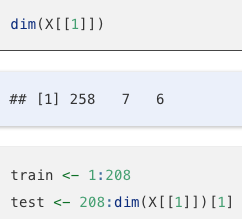 dim(X[[1]])
## [1] 258   7   6
train <- 1:208
test <- 208:dim(X[[1]])[1]